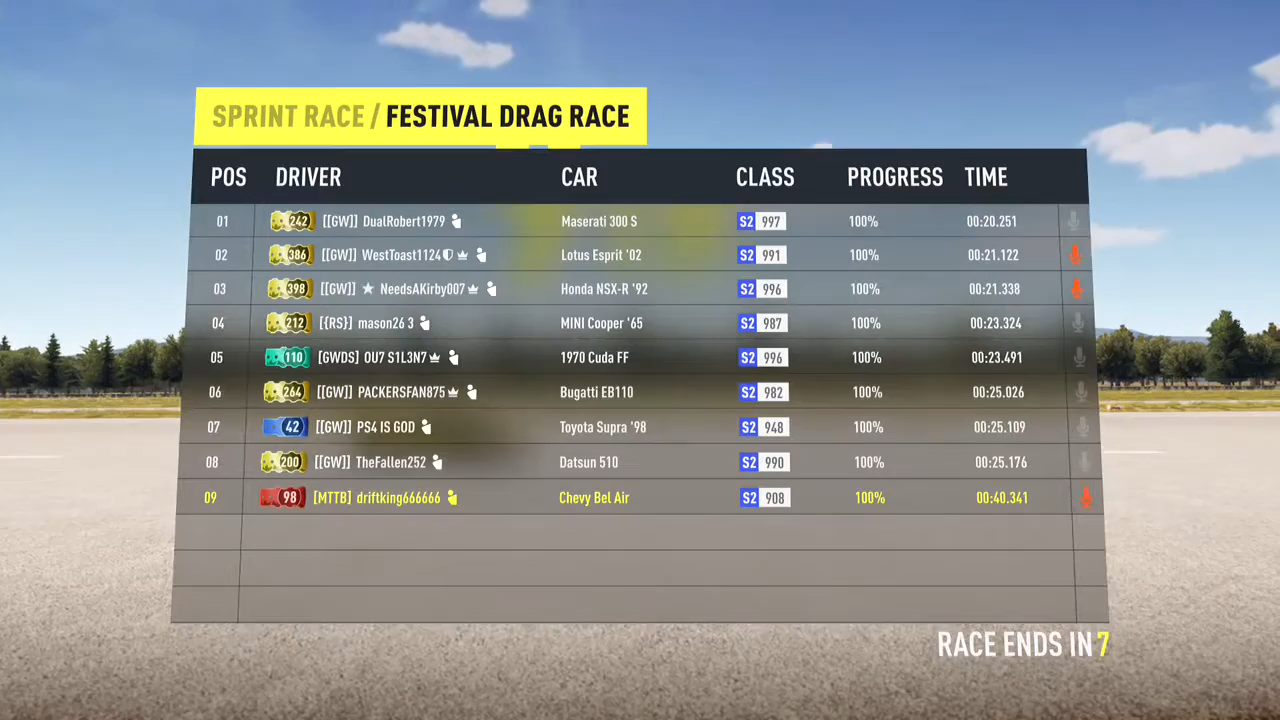 SPRINT RACE / FESTIVAL DRAG RACE
POS DRIVER CAR CLASS PROGRESS TIME
01 242 [[GW]] DualRobert1979 Maserati 300 S S2 997 100% 00:20.251
02 386 [[GW]] WestToast1124 Lotus Esprit '02 S2 991 100% 00:21.122
03 398 [[GW]] ★ NeedsAKirby007 Honda NSX-R '92 S2 996 100% 00:21.338
04 212 [{RS}] mason26 3 MINI Cooper '65 S2 987 100% 00:23.324
05 110 [GWDS] OU7 S1L3N7 1970 Cuda FF S2 996 100% 00:23.491
06 264 [[GW]] PACKERSFAN875 Bugatti EB110 S2 982 100% 00:25.026
07 42 [[GW]] PS4 IS GOD Toyota Supra '98 S2 948 100% 00:25.109
08 200 [[GW]] TheFallen252 Datsun 510 S2 990 100% 00:25.176
09 98 [MTTB] driftking666666 Chevy Bel Air S2 908 100% 00:40.341
RACE ENDS IN 7